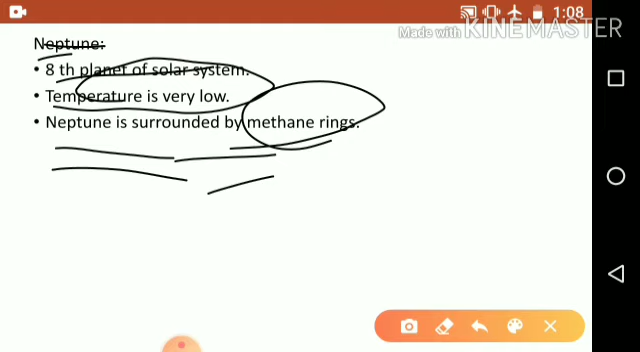 1:08
Made with KINEMASTER
Neptune:
• 8 th planet of solar system.
• Temperature is very low.
• Neptune is surrounded by methane rings.